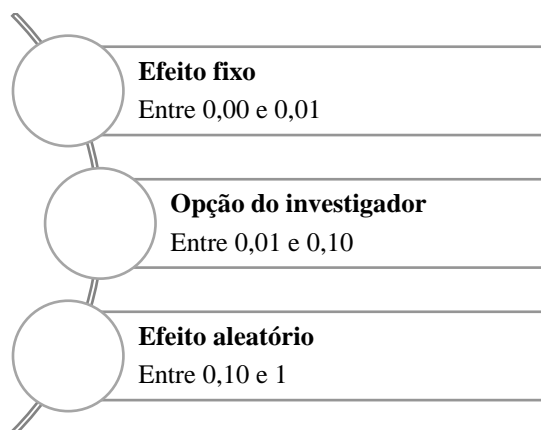 Efeito fixo
Entre 0,00 e 0,01
Opção do investigador
Entre 0,01 e 0,10
Efeito aleatório
Entre 0,10 e 1